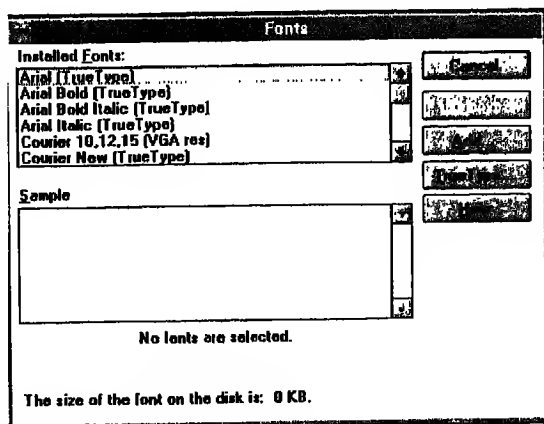 Fonts
Installed Fonts:
Arial (TrueType)
Arial Bold (TrueType)
Arial Bold Italic (TrueType)
Arial Italic (TrueType)
Courier 10,12,15 (VGA res)
Courier New (TrueType)
Cancel
TrueType...
Sample
No fonts are selected.
The size of the font on the disk is: 0 KB.